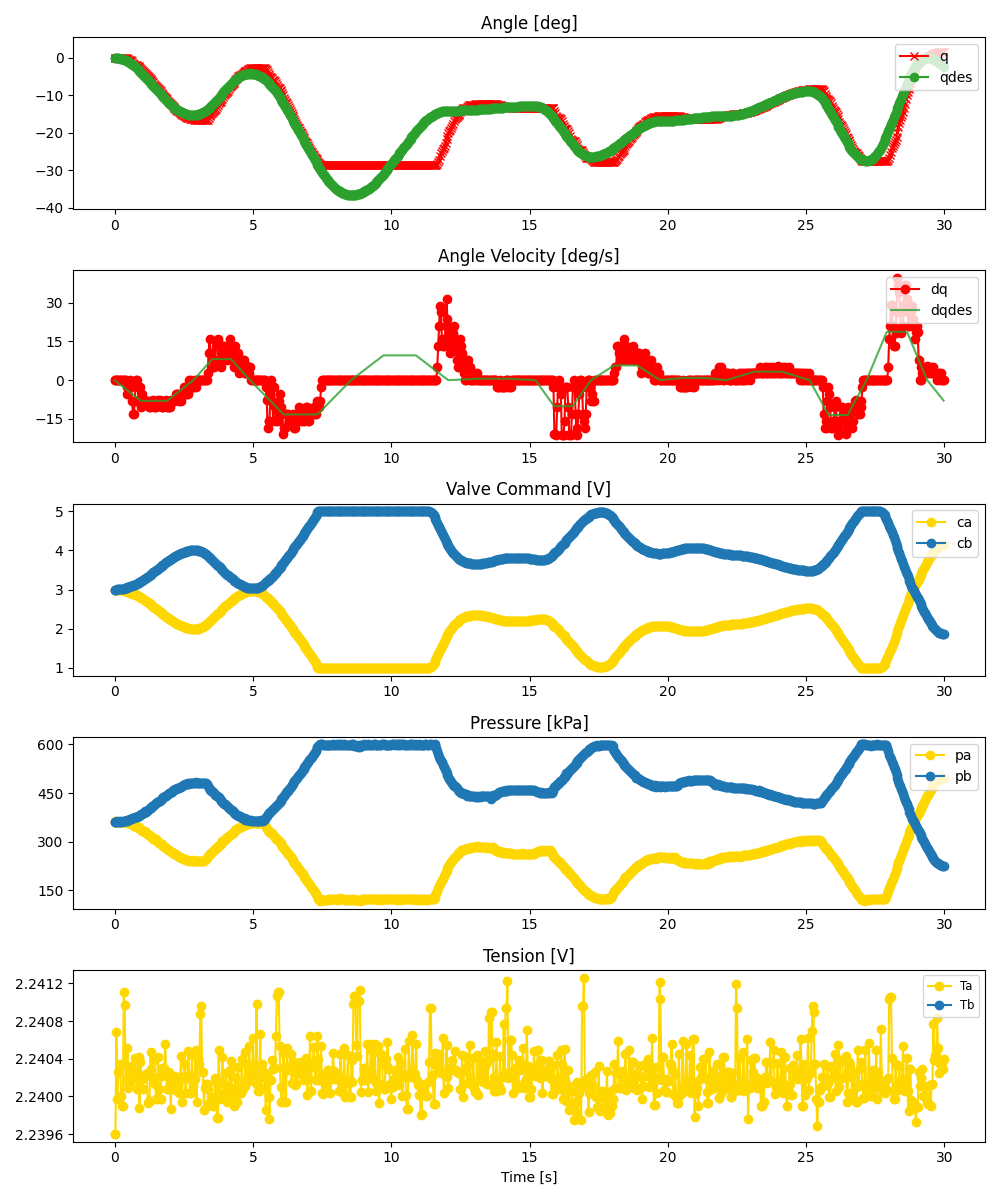 Angle [deg]
0
−10
−20
−30
−40
q
qdes
0 5 10 15 20 25 30
Angle Velocity [deg/s]
30
15
0
−15
dq
dqdes
0 5 10 15 20 25 30
Valve Command [V]
5
4
3
2
1
ca
cb
0 5 10 15 20 25 30
Pressure [kPa]
600
450
300
150
pa
pb
0 5 10 15 20 25 30
Tension [V]
2.2412
2.2408
2.2404
2.2400
2.2396
Ta
Tb
0 5 10 15 20 25 30
Time [s]